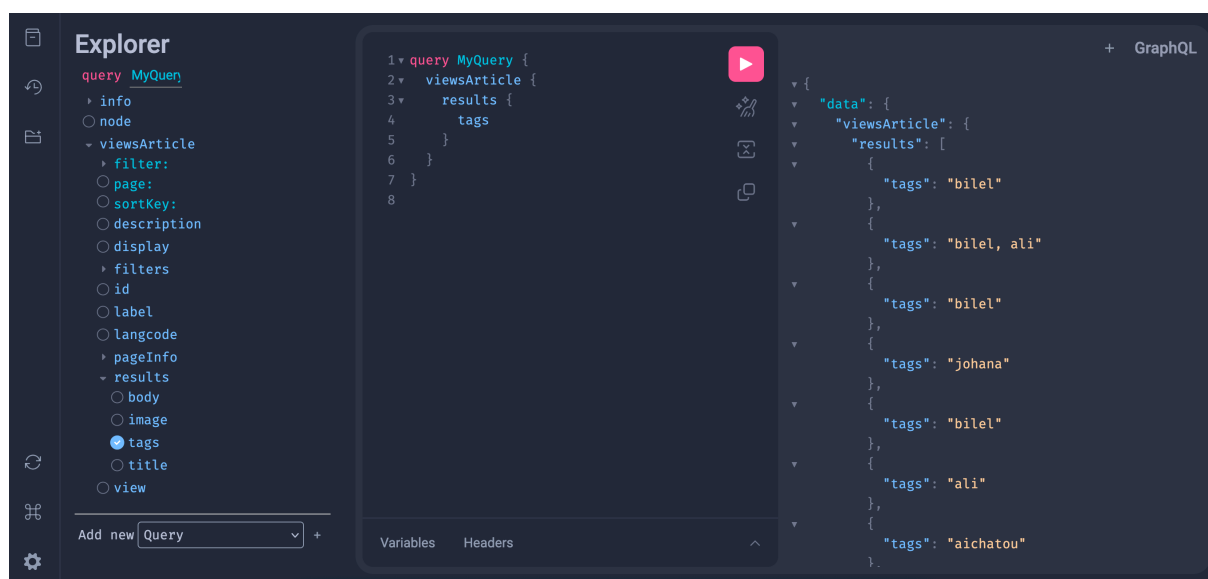 Explorer
query MyQuery
info
node
viewsArticle
filter:
page:
sortKey:
description
display
filters
id
label
langcode
pageInfo
results
body
image
tags
title
view
Add new Query +
1 query MyQuery {
2 viewsArticle {
3 results {
4 tags
5 }
6 }
7 }
8
Variables Headers
+ GraphQL
{
"data": {
"viewsArticle": {
"results": [
{
"tags": "bilel"
},
{
"tags": "bilel, ali"
},
{
"tags": "bilel"
},
{
"tags": "johana"
},
{
"tags": "bilel"
},
{
"tags": "ali"
},
{
"tags": "aichatou"
},